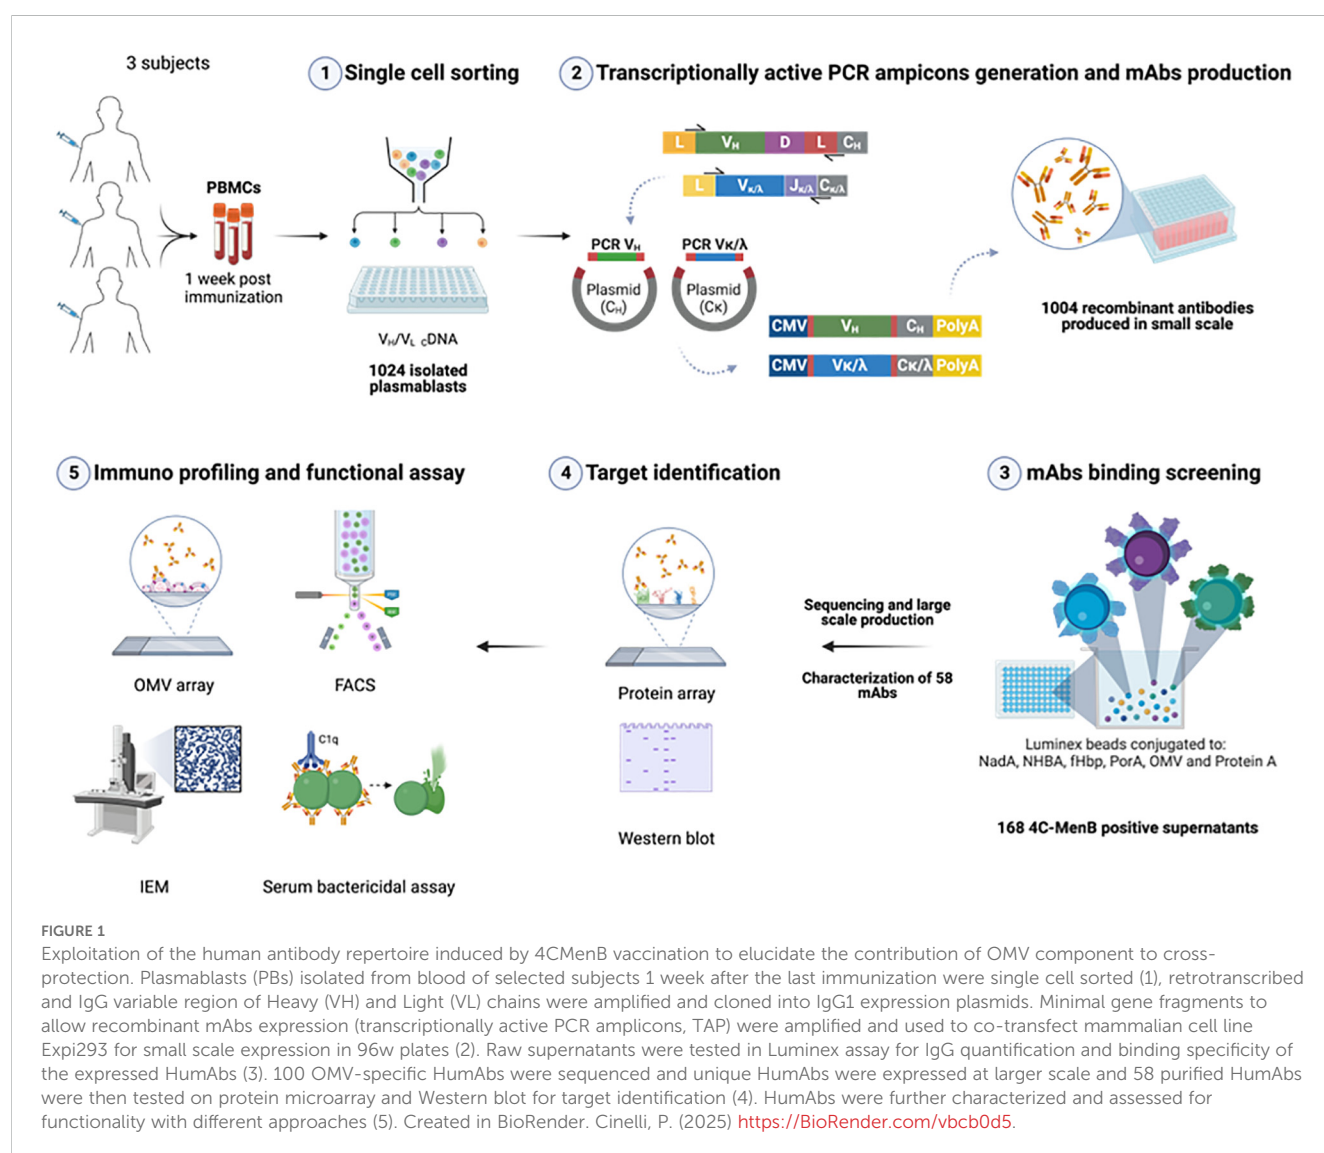 3 subjects
PBMCs
1 week post
immunization
1 Single cell sorting
VH/VL cDNA
1024 isolated
plasmablasts
2 Transcriptionally active PCR ampicons generation and mAbs production
L VH D L CH
L Vκ/λ Jκ/λ Cκ/λ
PCR VH PCR Vκ/λ
Plasmid
(CH)
Plasmid
(Cκ)
CMV VH CH PolyA
CMV Vκ/λ Cκ/λ PolyA
1004 recombinant antibodies
produced in small scale
3 mAbs binding screening
Luminex beads conjugated to:
NadA, NHBA, fHbp, PorA, OMV and Protein A
168 4C-MenB positive supernatants
Sequencing and large
scale production
Characterization of 58
mAbs
4 Target identification
Protein array
Western blot
5 Immuno profiling and functional assay
OMV array
FACS
IEM
C1q
Serum bactericidal assay
FIGURE 1
Exploitation of the human antibody repertoire induced by 4CMenB vaccination to elucidate the contribution of OMV component to cross-
protection. Plasmablasts (PBs) isolated from blood of selected subjects 1 week after the last immunization were single cell sorted (1), retrotranscribed
and IgG variable region of Heavy (VH) and Light (VL) chains were amplified and cloned into IgG1 expression plasmids. Minimal gene fragments to
allow recombinant mAbs expression (transcriptionally active PCR amplicons, TAP) were amplified and used to co-transfect mammalian cell line
Expi293 for small scale expression in 96w plates (2). Raw supernatants were tested in Luminex assay for IgG quantification and binding specificity of
the expressed HumAbs (3). 100 OMV-specific HumAbs were sequenced and unique HumAbs were expressed at larger scale and 58 purified HumAbs
were then tested on protein microarray and Western blot for target identification (4). HumAbs were further characterized and assessed for
functionality with different approaches (5). Created in BioRender. Cinelli, P. (2025) https://BioRender.com/vbcb0d5.